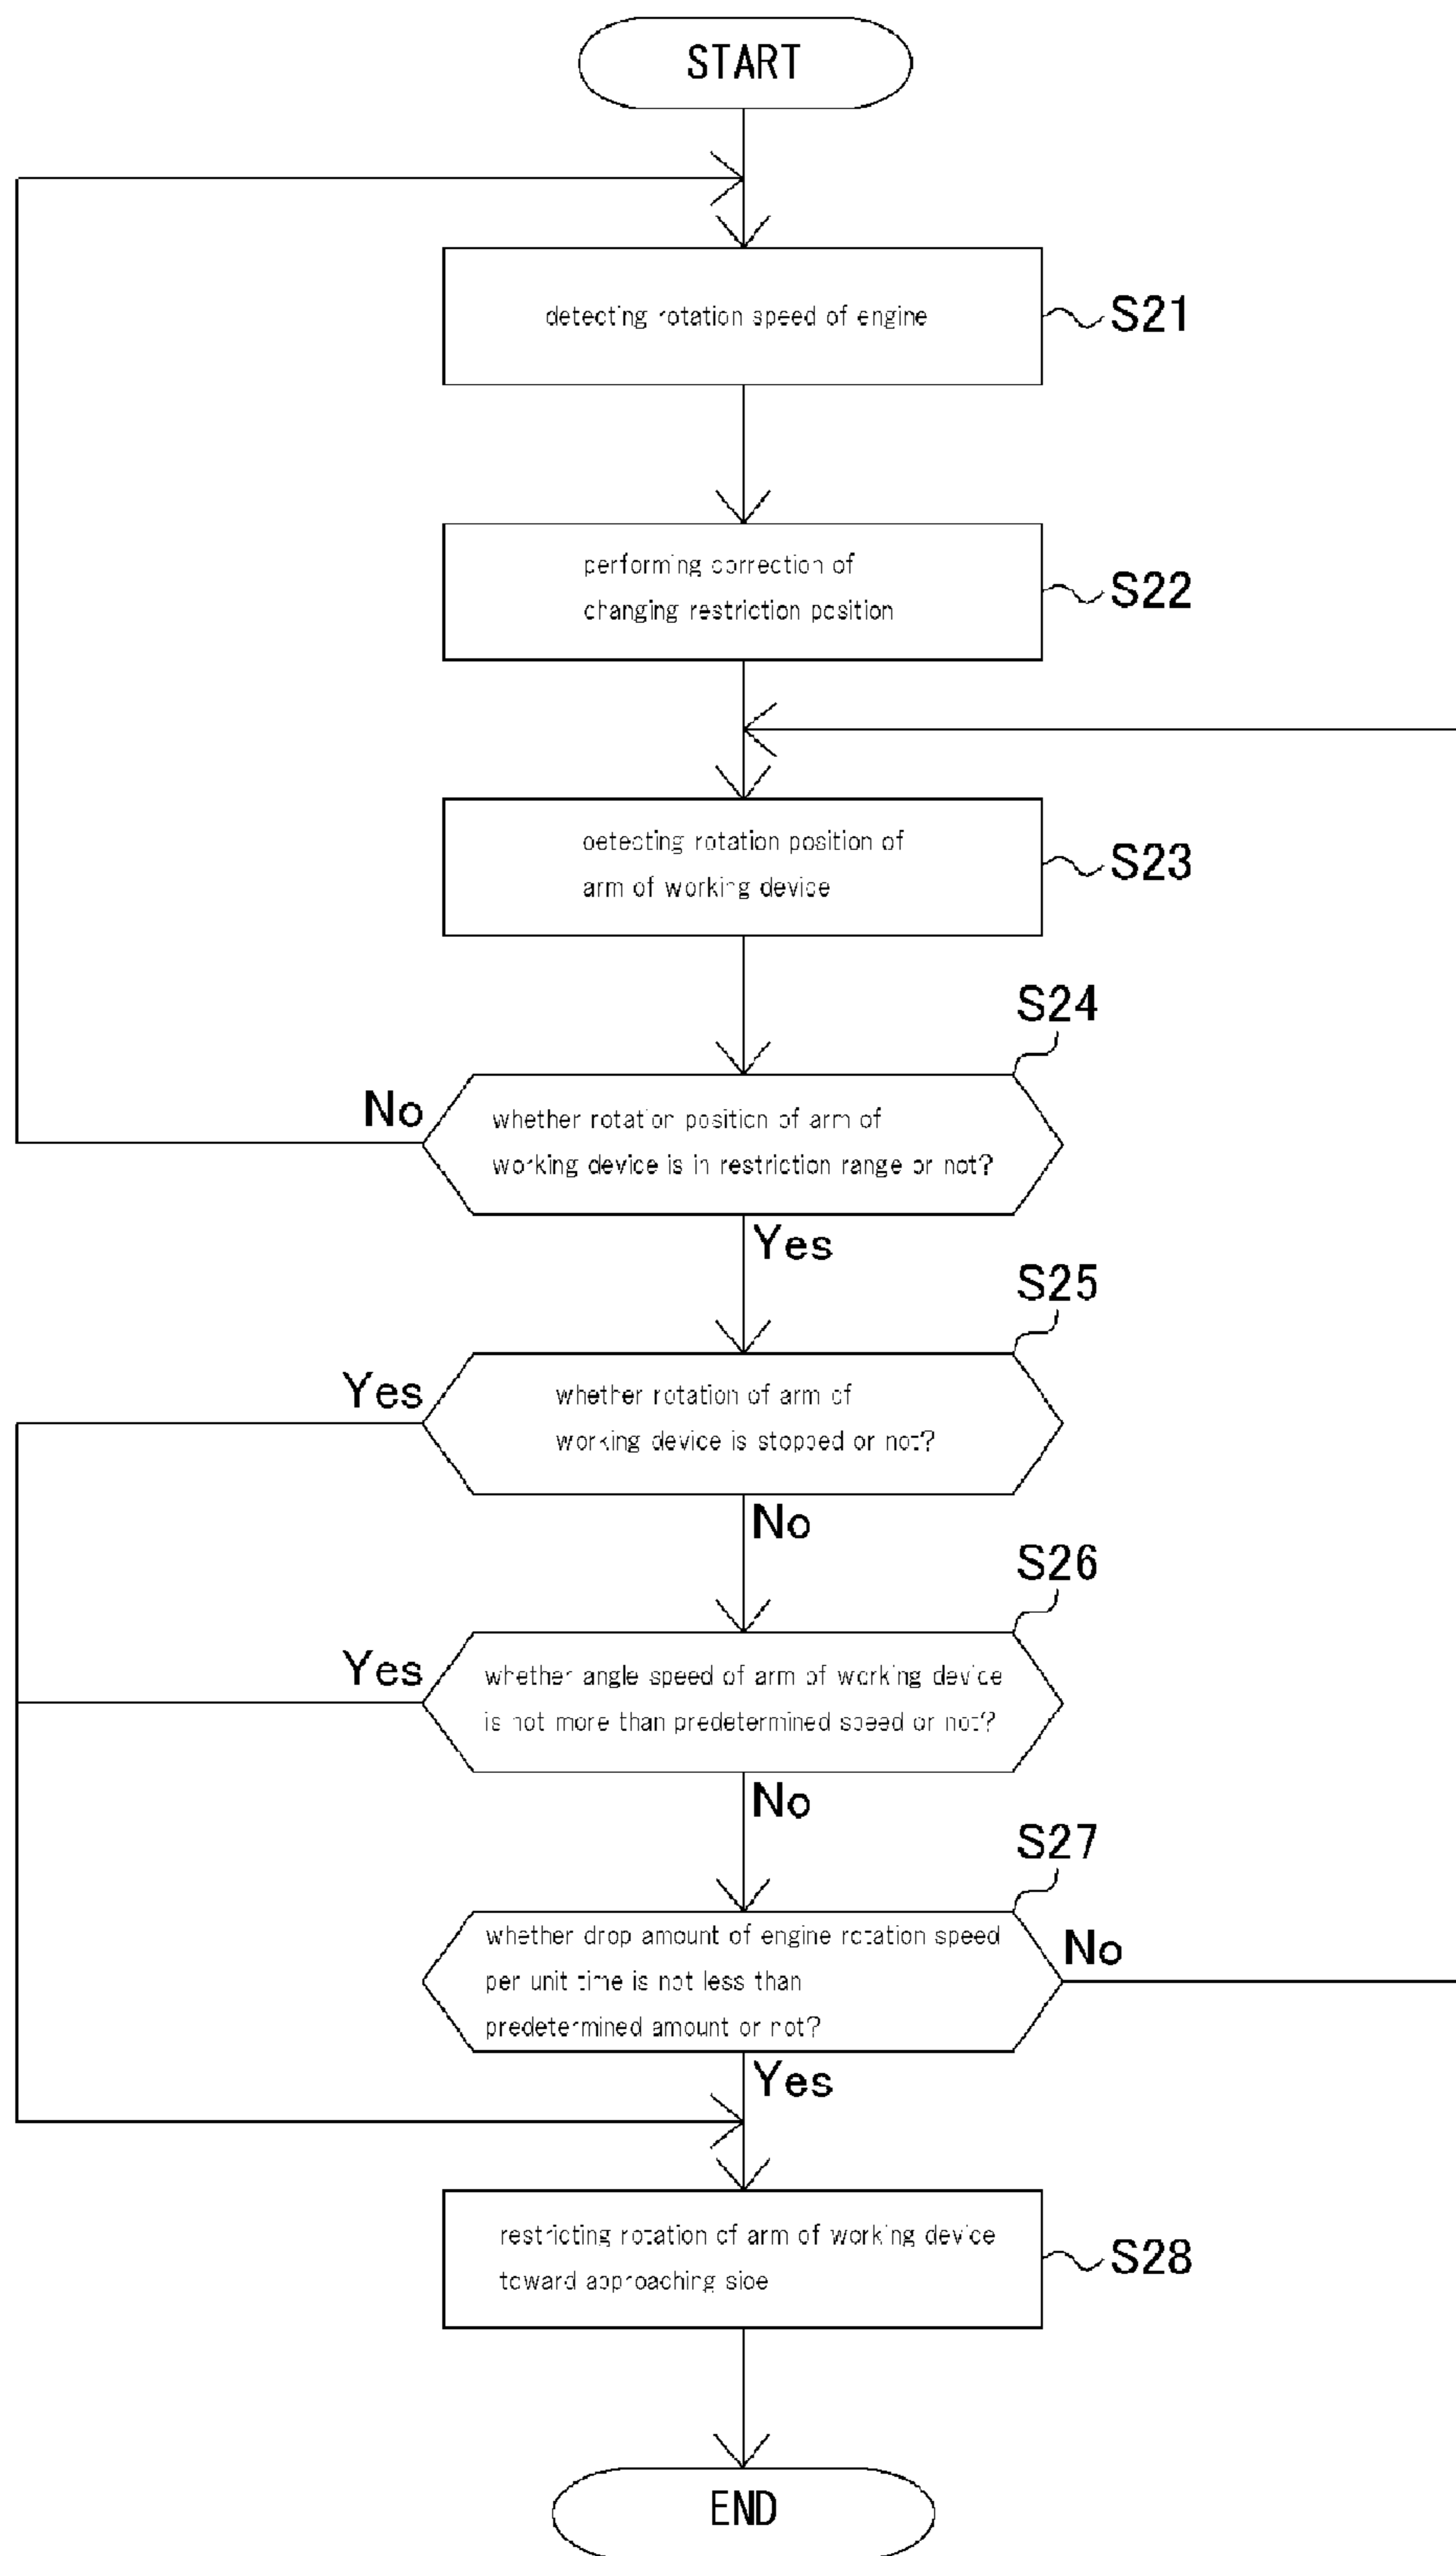 START
detecting rotation speed of engine
S21
performing correction of
changing restriction position
S22
detecting rotation position of
arm of working device
S23
S24
No
whether rotation position of arm of
working device is in restriction range or not?
Yes
S25
Yes
whether rotation of arm of
working device is stopped or not?
No
S26
Yes
whether angle speed of arm of working device
is not more than predetermined speed or not?
No
S27
whether drop amount of engine rotation speed
per unit time is not less than
predetermined amount or not?
No
Yes
restricting rotation of arm of working device
toward approaching side
S28
END